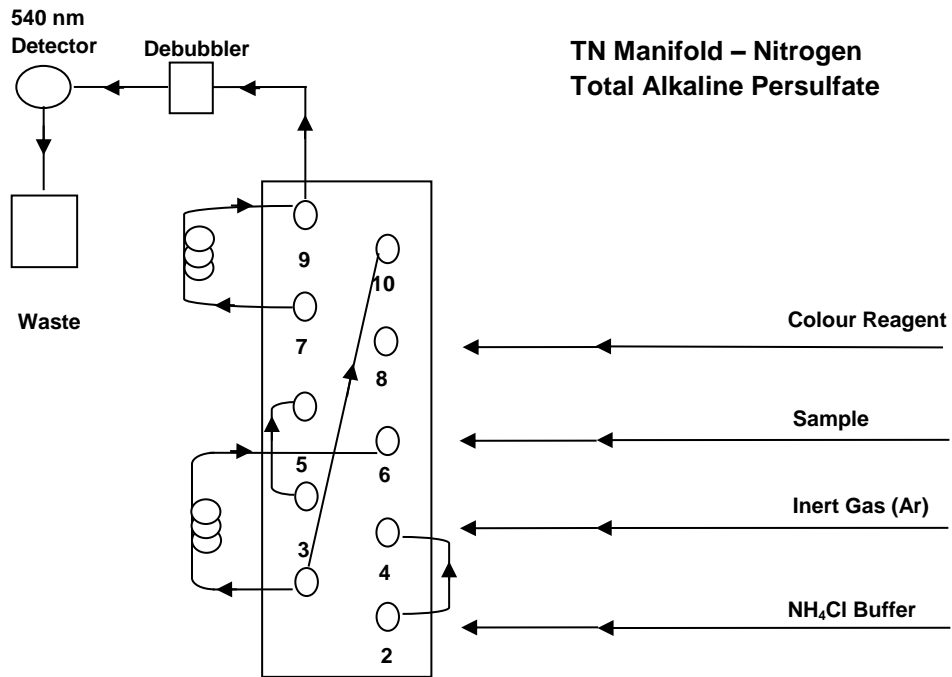 540 nm
Detector
Debubbler
TN Manifold – Nitrogen
Total Alkaline Persulfate
9
10
Waste
Colour Reagent
7
8
Sample
5
6
Inert Gas (Ar)
3
4
NH₄Cl Buffer
2